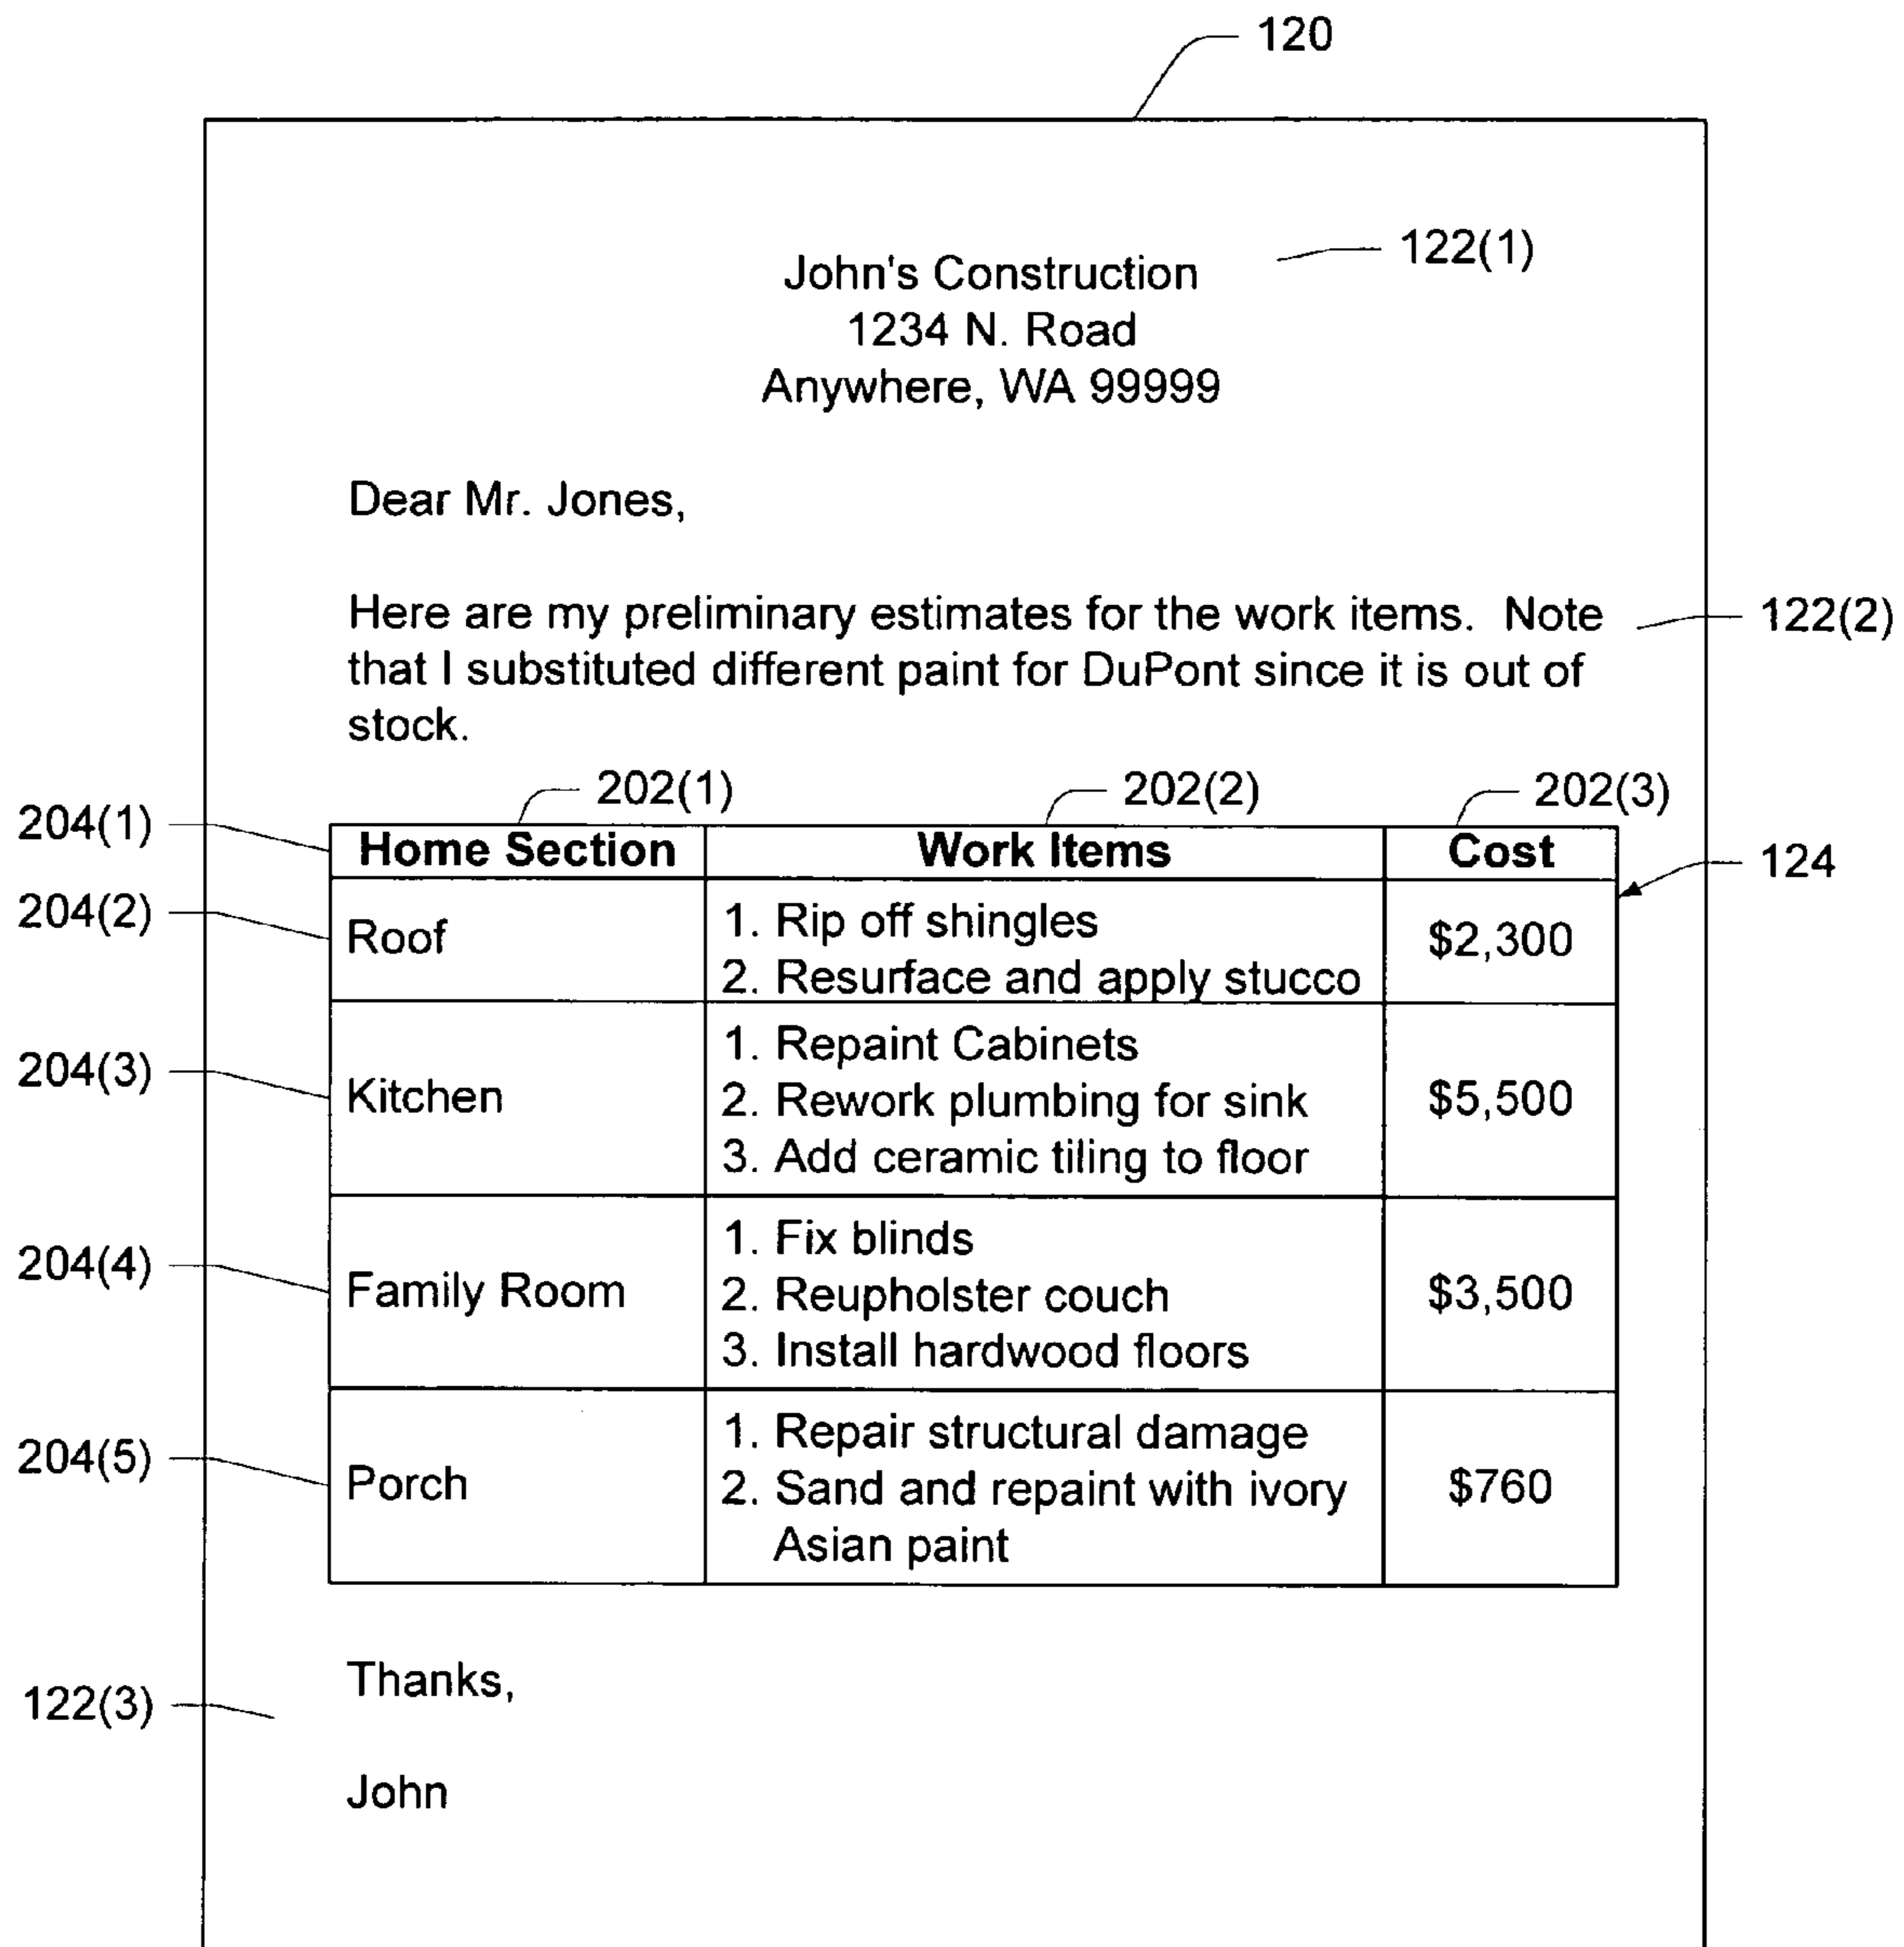 120
John's Construction
122(1)
1234 N. Road
Anywhere, WA 99999
Dear Mr. Jones,
Here are my preliminary estimates for the work items.  Note
122(2)
that I substituted different paint for DuPont since it is out of
stock.
202(1) 202(2) 202(3)
204(1)
Home Section Work Items Cost
124
204(2)
Roof
1. Rip off shingles
2. Resurface and apply stucco
$2,300
204(3)
Kitchen
1. Repaint Cabinets
2. Rework plumbing for sink
3. Add ceramic tiling to floor
$5,500
204(4)
Family Room
1. Fix blinds
2. Reupholster couch
3. Install hardwood floors
$3,500
204(5)
Porch
1. Repair structural damage
2. Sand and repaint with ivory
Asian paint
$760
Thanks,
122(3)
John